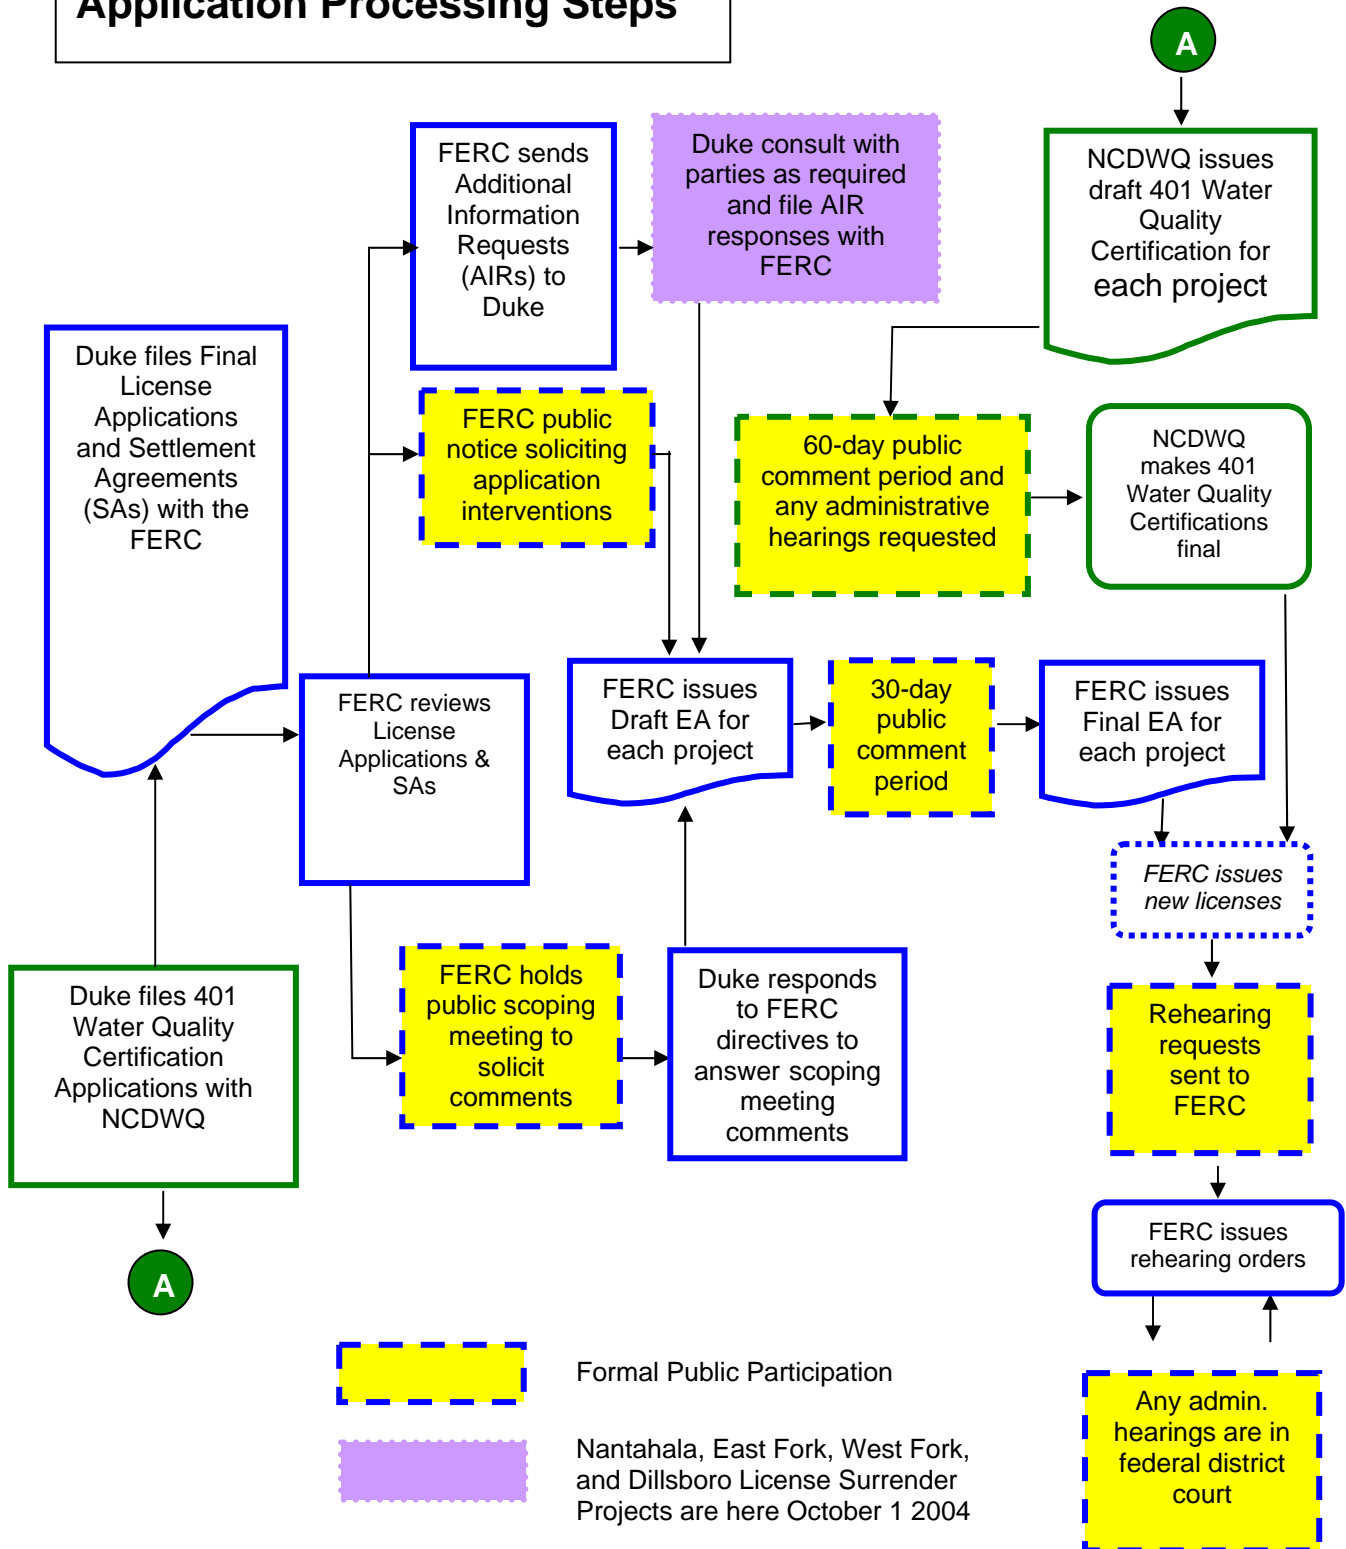 Application Processing Steps
A
FERC sends
Additional
Information
Requests
(AIRs) to
Duke
Duke consult with
parties as required
and file AIR
responses with
FERC
NCDWQ issues
draft 401 Water
Quality
Certification for
each project
Duke files Final
License
Applications
and Settlement
Agreements
(SAs) with the
FERC
FERC public
notice soliciting
application
interventions
60-day public
comment period and
any administrative
hearings requested
NCDWQ
makes 401
Water Quality
Certifications
final
FERC reviews
License
Applications &
SAs
FERC issues
Draft EA for
each project
30-day
public
comment
period
FERC issues
Final EA for
each project
FERC issues
new licenses
Duke files 401
Water Quality
Certification
Applications with
NCDWQ
FERC holds
public scoping
meeting to
solicit
comments
Duke responds
to FERC
directives to
answer scoping
meeting
comments
Rehearing
requests
sent to
FERC
A
FERC issues
rehearing orders
Formal Public Participation
Any admin.
hearings are in
federal district
court
Nantahala, East Fork, West Fork,
and Dillsboro License Surrender
Projects are here October 1 2004